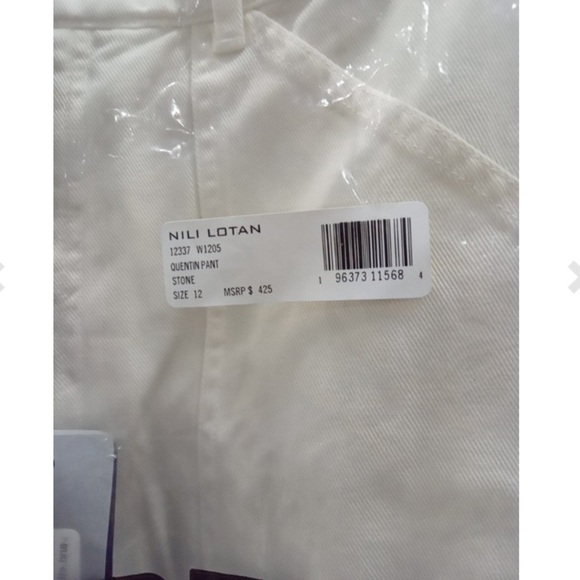 NILI LOTAN
12337 W1205
QUENTIN PANT
STONE
SIZE 12 MSRP $ 425
1 96373 11568 4